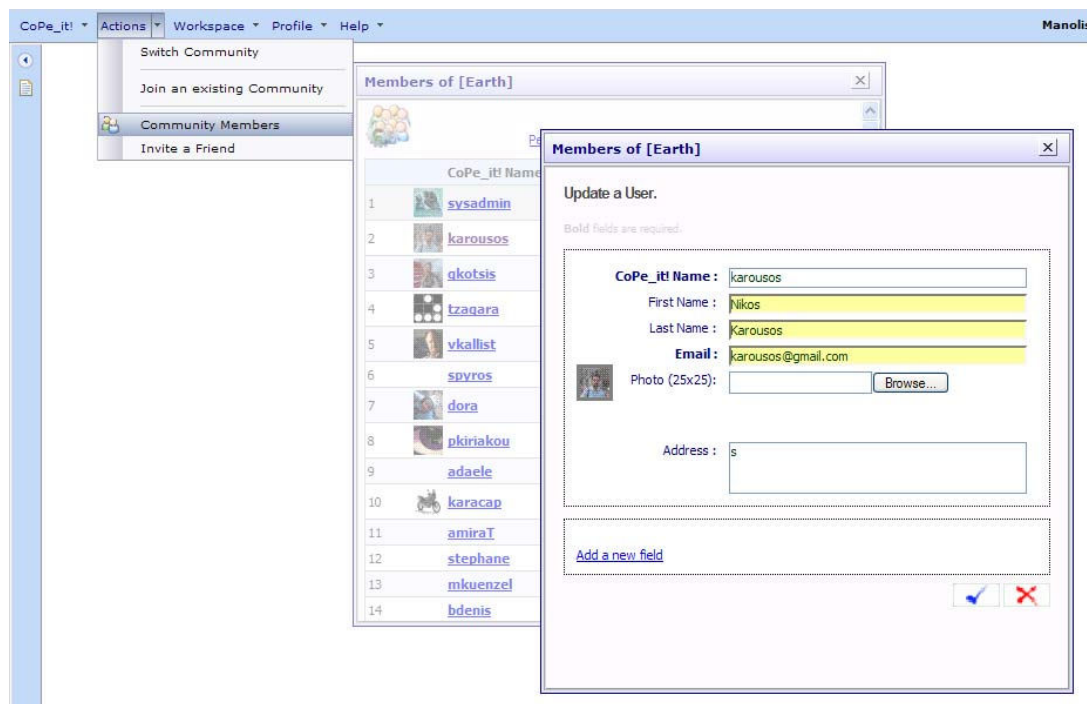 CoPe_it! Actions Workspace Profile Help Manolis
Switch Community
Join an existing Community
Community Members
Invite a Friend
Members of [Earth]
CoPe_it! Name
1 sysadmin
2 karousos
3 gkotsis
4 tzagara
5 vkallist
6 spyros
7 dora
8 pkiriakou
9 adaele
10 karacap
11 amiraT
12 stephane
13 mkuenzel
14 bdenis
Members of [Earth]
Update a User.
Bold fields are required.
CoPe_it! Name : karousos
First Name : Nikos
Last Name : Karousos
Email : karousos@gmail.com
Photo (25x25): Browse...
Address : s
Add a new field